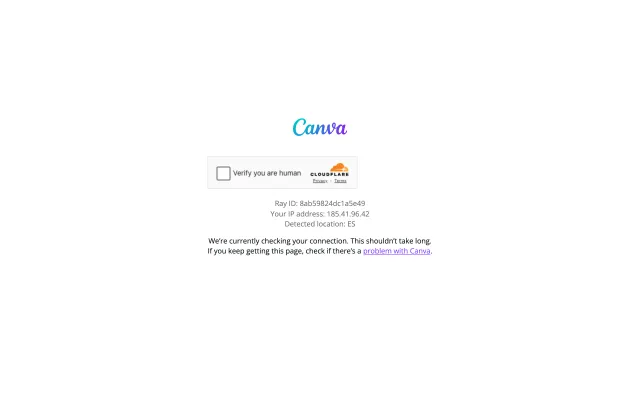 Canva
Verify you are human
CLOUDFLARE
Privacy • Terms
Ray ID: 8ab59824dc1a5e49
Your IP address: 185.41.96.42
Detected location: ES
We're currently checking your connection. This shouldn't take long.
If you keep getting this page, check if there's a problem with Canva.